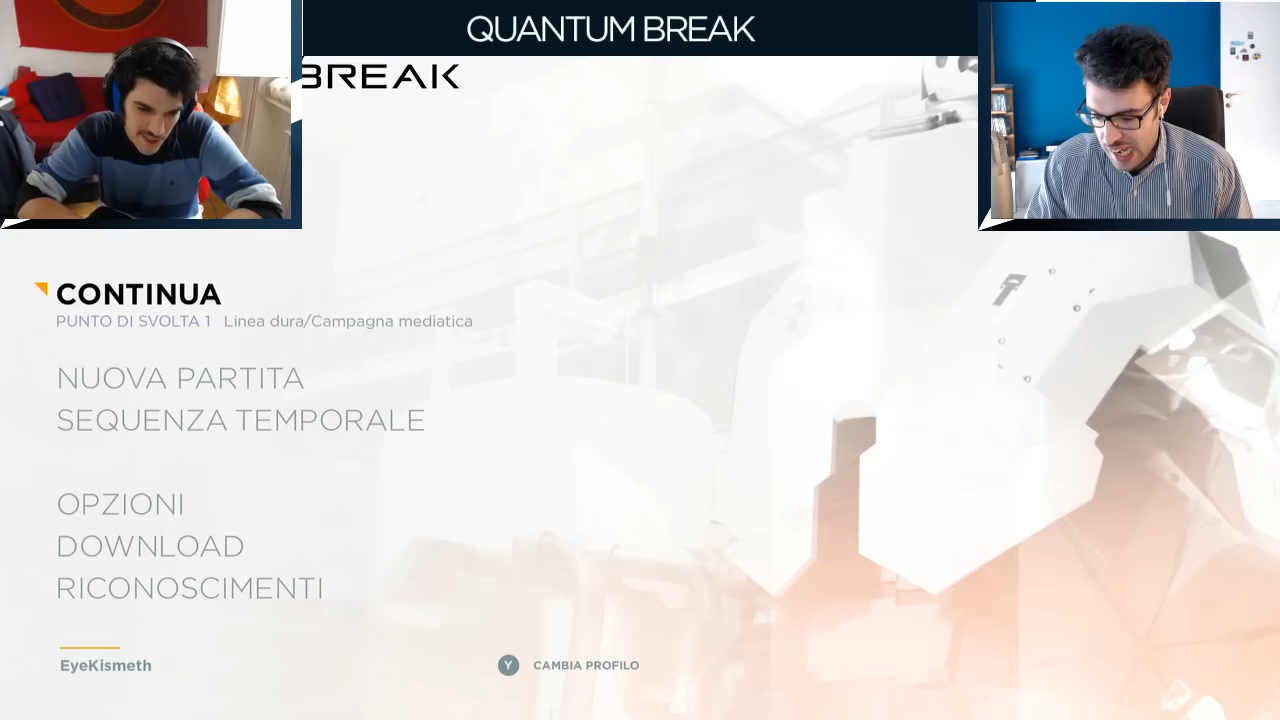 QUANTUM BREAK
BREAK
CONTINUA
PUNTO DI SVOLTA 1 Linea dura/Campagna mediatica
NUOVA PARTITA
SEQUENZA TEMPORALE
OPZIONI
DOWNLOAD
RICONOSCIMENTI
EyeKismeth
Y CAMBIA PROFILO